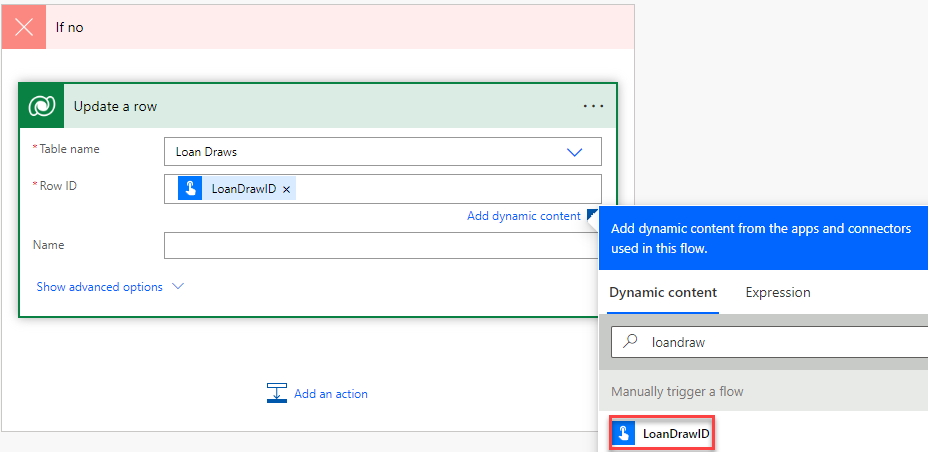 If no
Update a row
* Table name
Loan Draws
* Row ID
LoanDrawID ×
Add dynamic content
Name
Show advanced options
Add an action
Add dynamic content from the apps and connectors
used in this flow.
Dynamic content Expression
loandraw
Manually trigger a flow
LoanDrawID